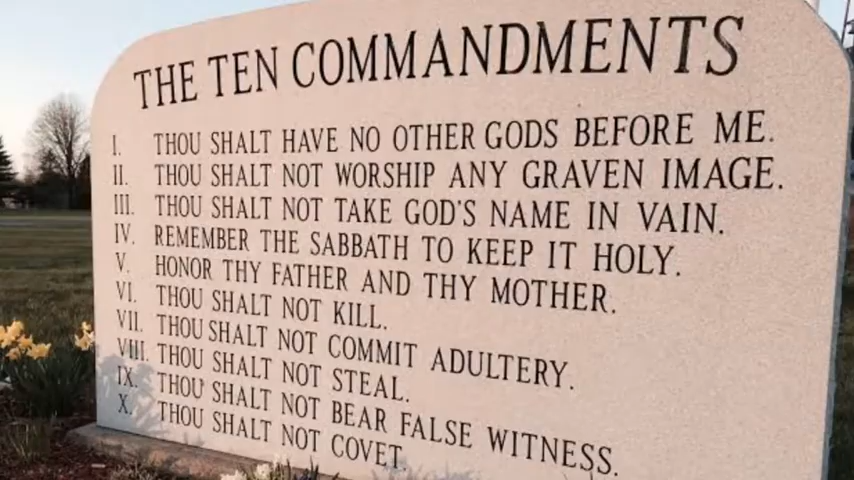 THE TEN COMMANDMENTS
I. THOU SHALT HAVE NO OTHER GODS BEFORE ME.
II. THOU SHALT NOT WORSHIP ANY GRAVEN IMAGE.
III. THOU SHALT NOT TAKE GOD'S NAME IN VAIN.
IV. REMEMBER THE SABBATH TO KEEP IT HOLY.
V. HONOR THY FATHER AND THY MOTHER.
VI. THOU SHALT NOT KILL.
VII. THOU SHALT NOT COMMIT ADULTERY.
VIII. THOU SHALT NOT STEAL.
IX. THOU SHALT NOT BEAR FALSE WITNESS.
X. THOU SHALT NOT COVET.